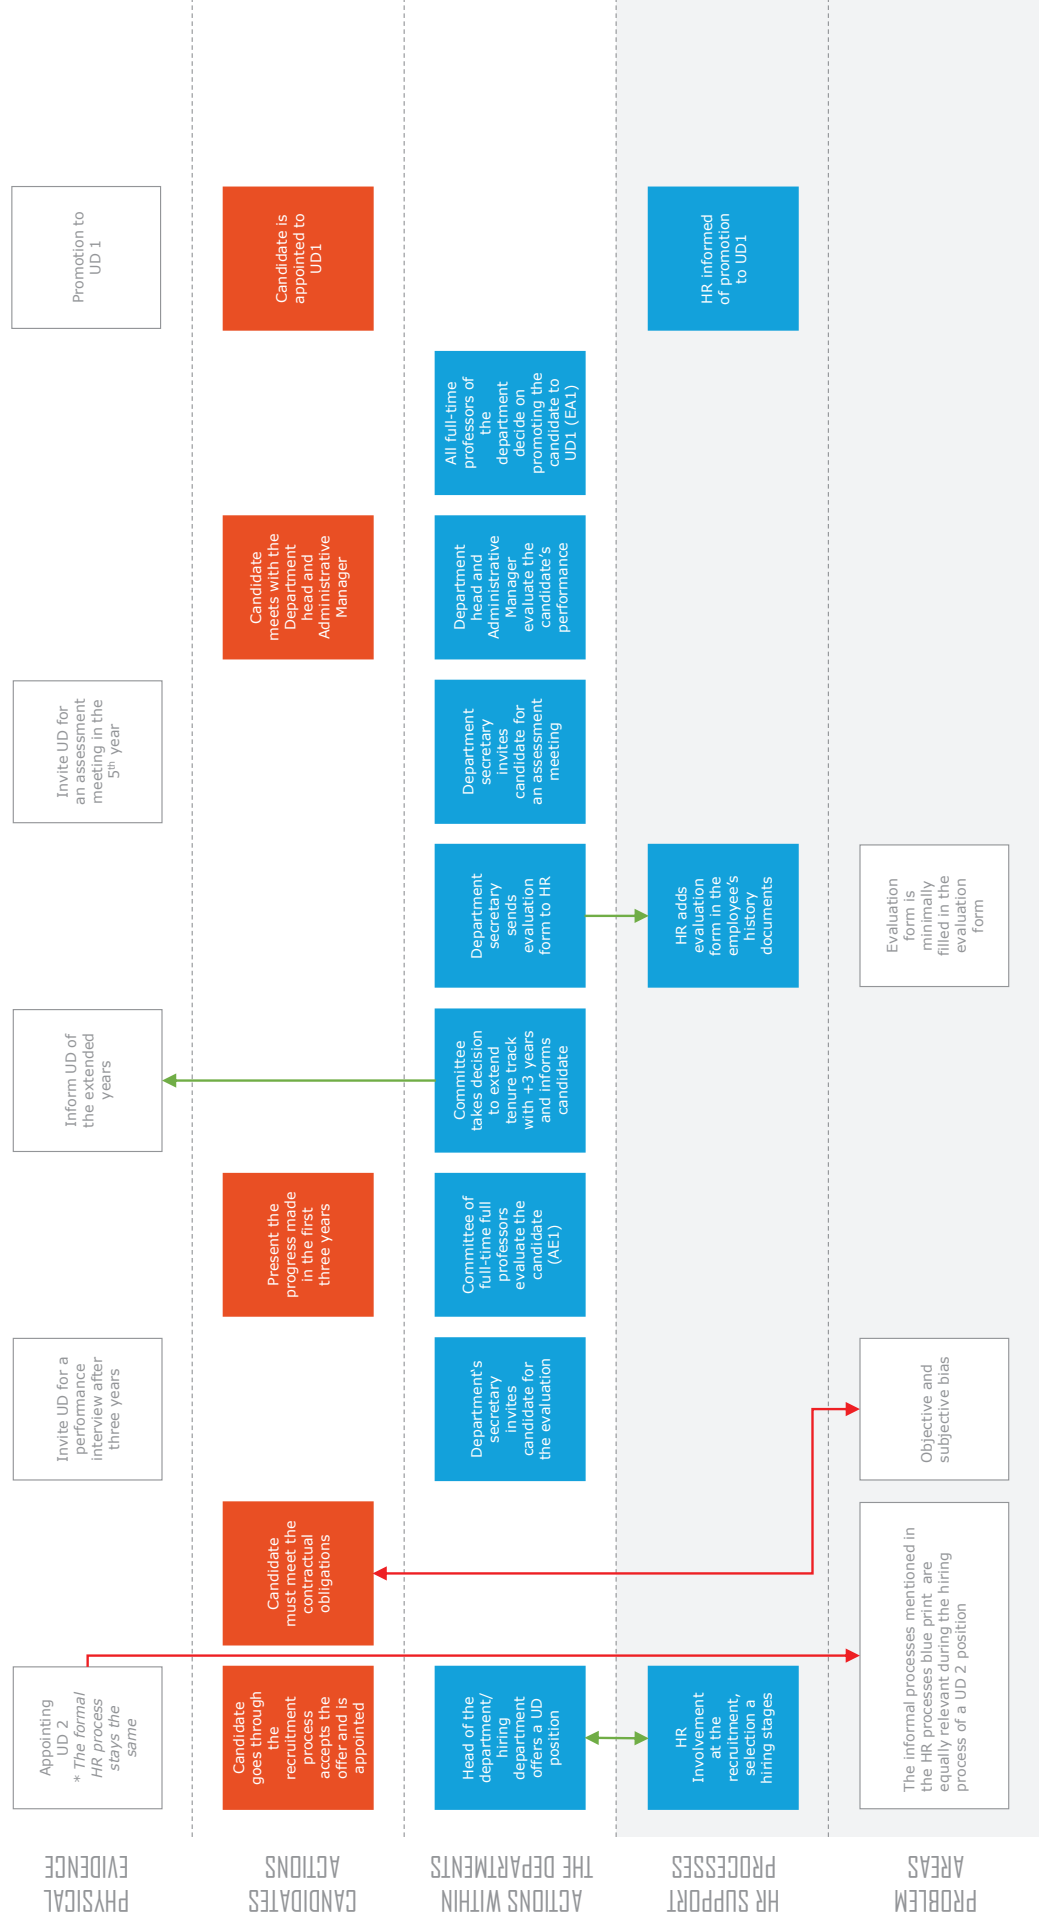 PHYSICAL
EVIDENCE
Appointing
UD 2
* The formal
HR process
stays the
same
Invite UD for a
performance
interview after
three years
Inform UD of
the extended
years
Invite UD for
an assessment
meeting in the
5th year
Promotion to
UD 1
CANDIDATES
ACTIONS
Candidate
goes through
the
recruitment
process
accepts the
offer and is
appointed
Candidate
must meet the
contractual
obligations
Present the
progress made
in the first
three years
Candidate
meets with the
Department
head and
Administrative
Manager
Candidate is
appointed to
UD1
ACTIONS WITHIN
THE DEPARTMENTS
Head of the
department/
hiring
department
offers a UD
position
Department's
secretary
invites
candidate for
the evaluation
Committee of
full-time full
professors
evaluate the
candidate
(AE1)
Committee
takes decision
to extend
tenure track
with +3 years
and informs
candidate
Department
secretary
sends
evaluation
form to HR
Department
secretary
invites
candidate for
an assessment
meeting
Department
head and
Administrative
Manager
evaluate the
candidate's
performance
All full-time
professors of
the
department
decide on
promoting the
candidate to
UD1 (EA1)
HR SUPPORT
PROCESSES
HR
Involvement
at the
recruitment,
selection a
hiring stages
HR adds
evaluation
form in the
employee's
history
documents
HR informed
of promotion
to UD1
PROBLEM
AREAS
The informal processes mentioned in
the HR processes blue print are
equally relevant during the hiring
process of a UD 2 position
Objective and
subjective bias
Evaluation
form is
minimally
filled in the
evaluation
form